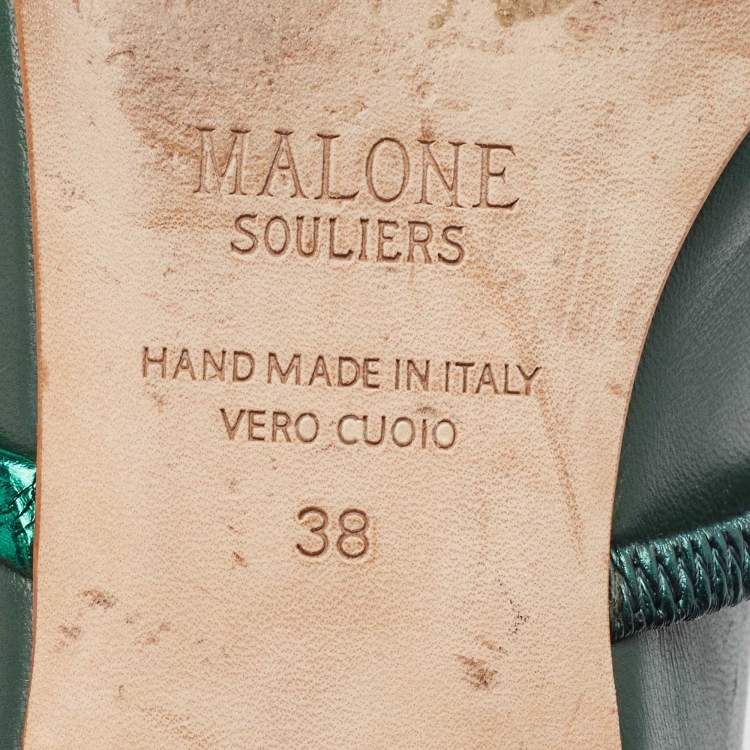 MALONE
SOULIERS
HAND MADE IN ITALY
VERO CUOIO
38